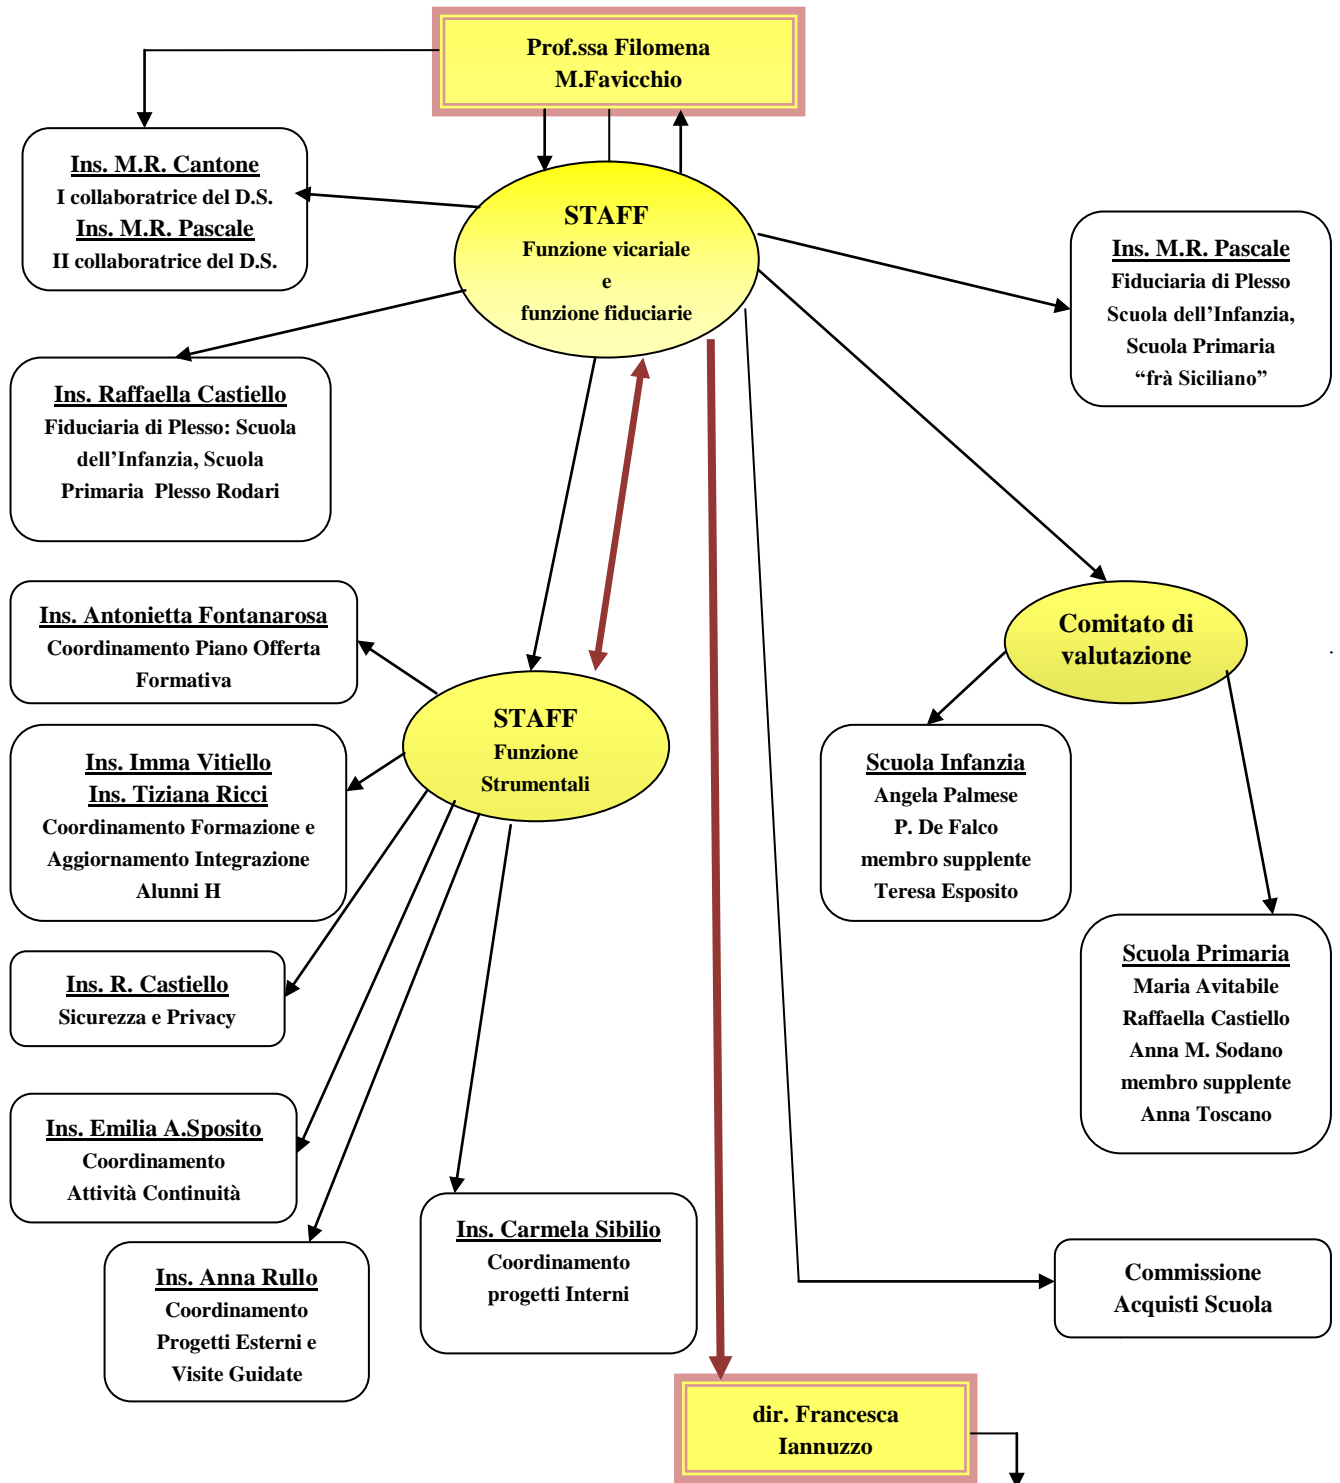 Prof.ssa Filomena
M.Favicchio
Ins. M.R. Cantone
I collaboratrice del D.S.
Ins. M.R. Pascale
II collaboratrice del D.S.
STAFF
Funzione vicariale
e
funzione fiduciarie
Ins. M.R. Pascale
Fiduciaria di Plesso
Scuola dell’Infanzia,
Scuola Primaria
“frà Siciliano”
Ins. Raffaella Castiello
Fiduciaria di Plesso: Scuola
dell’Infanzia, Scuola
Primaria Plesso Rodari
Ins. Antonietta Fontanarosa
Coordinamento Piano Offerta
Formativa
Comitato di
valutazione
STAFF
Funzione
Strumentali
Ins. Imma Vitiello
Ins. Tiziana Ricci
Coordinamento Formazione e
Aggiornamento Integrazione
Alunni H
Scuola Infanzia
Angela Palmese
P. De Falco
membro supplente
Teresa Esposito
Scuola Primaria
Maria Avitabile
Raffaella Castiello
Anna M. Sodano
membro supplente
Anna Toscano
Ins. R. Castiello
Sicurezza e Privacy
Ins. Emilia A.Sposito
Coordinamento
Attività Continuità
Ins. Carmela Sibilio
Coordinamento
progetti Interni
Ins. Anna Rullo
Coordinamento
Progetti Esterni e
Visite Guidate
Commissione
Acquisti Scuola
dir. Francesca
Iannuzzo